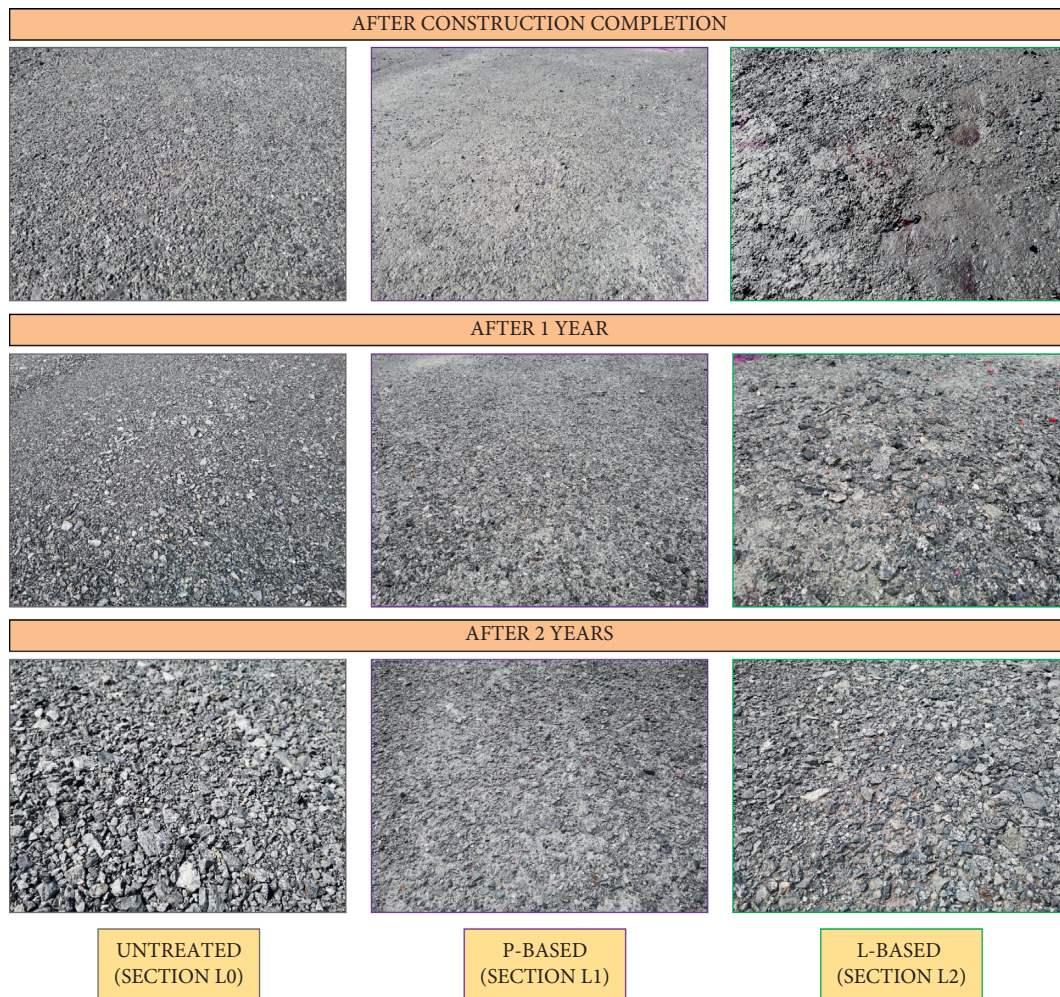 AFTER CONSTRUCTION COMPLETION
AFTER 1 YEAR
AFTER 2 YEARS
UNTREATED
(SECTION L0)
P-BASED
(SECTION L1)
L-BASED
(SECTION L2)